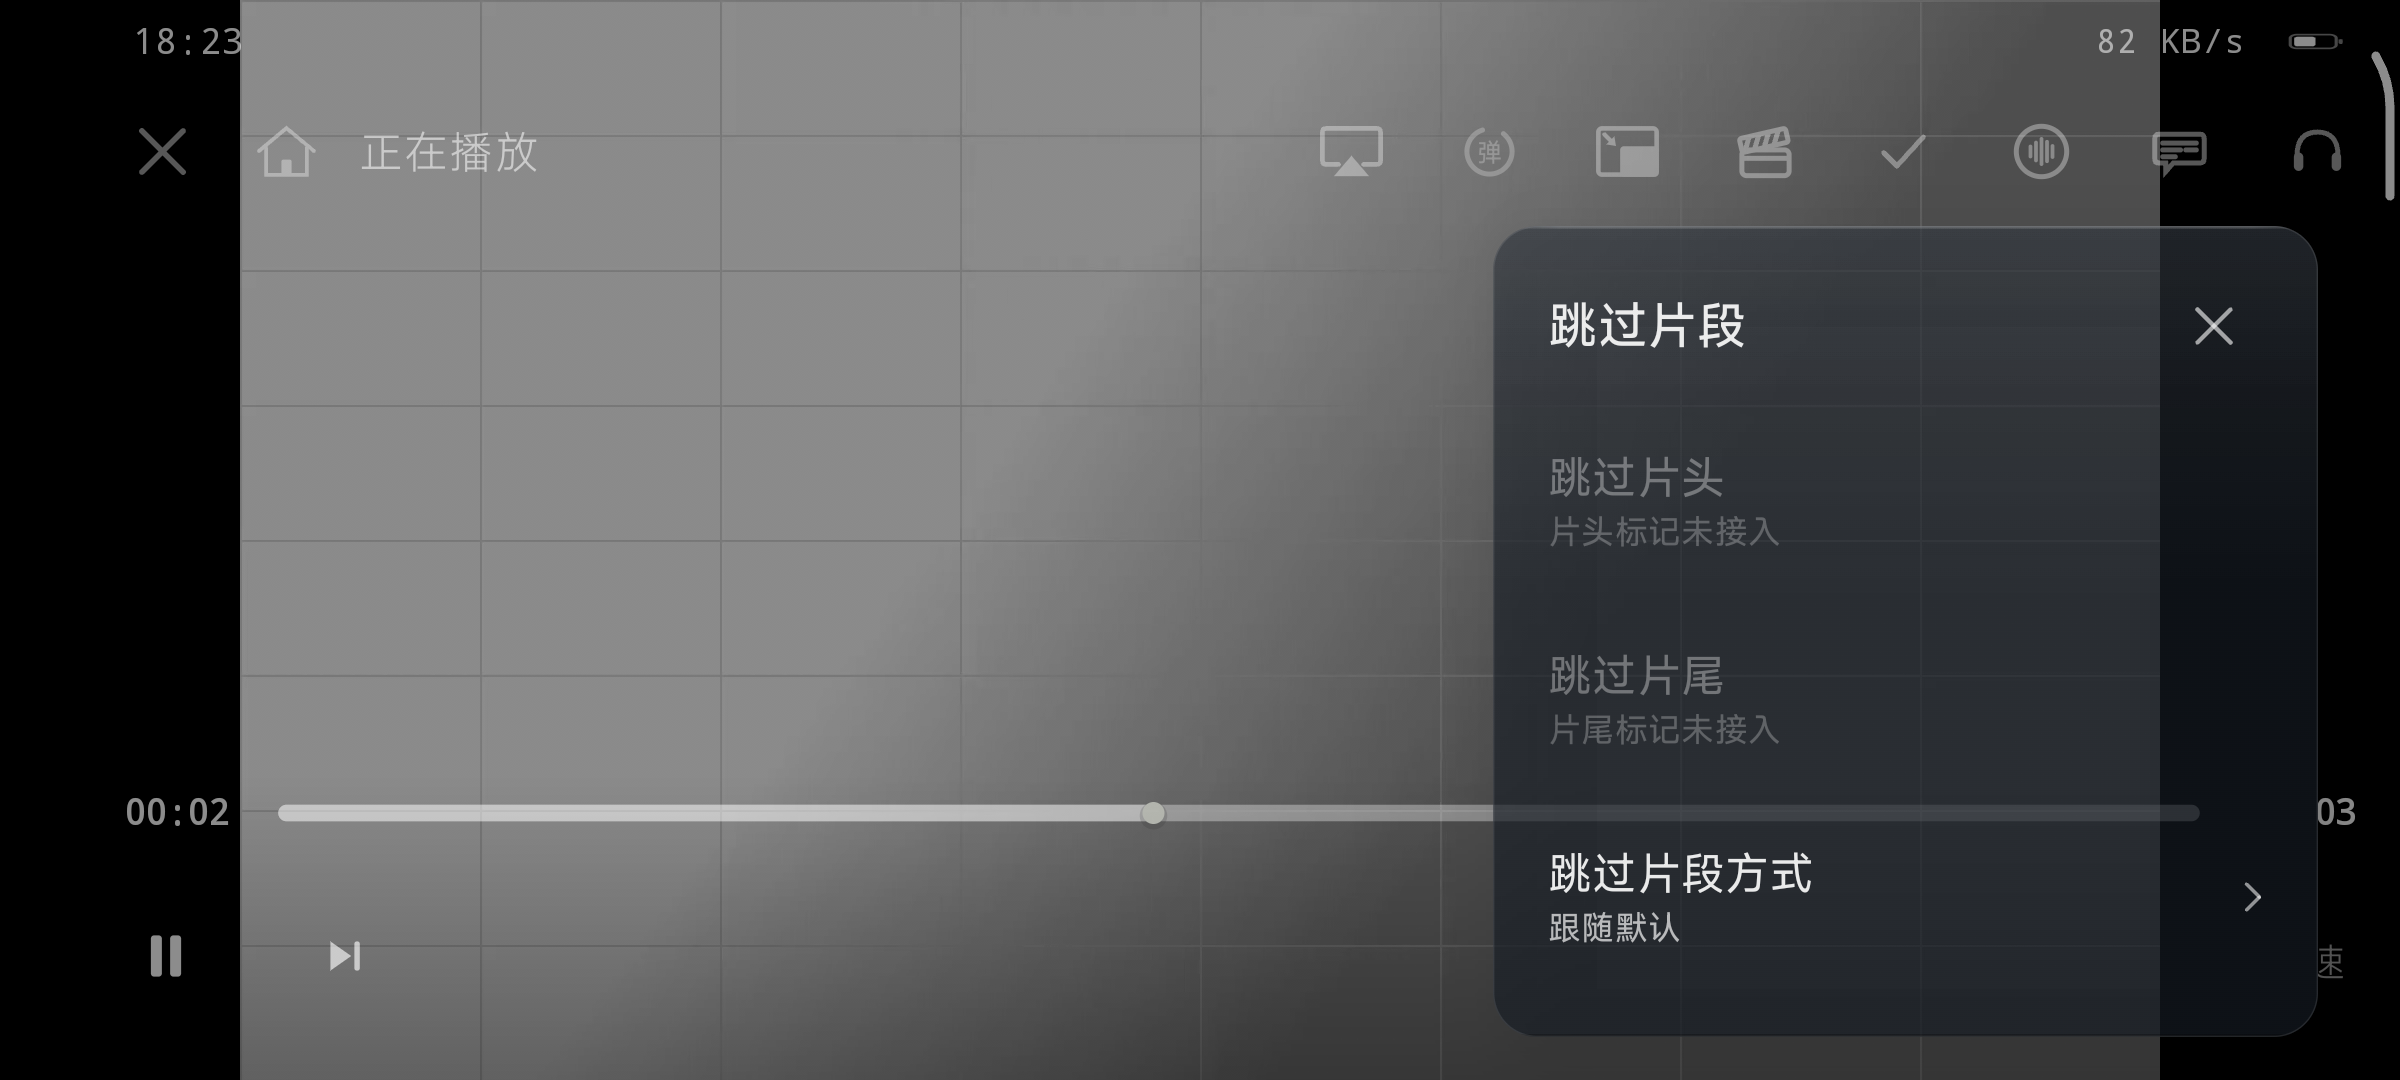 18:23
82 KB/s
正在播放
弹
跳过片段
跳过片头
片头标记未接入
跳过片尾
片尾标记未接入
00:02
03
跳过片段方式
跟随默认
速